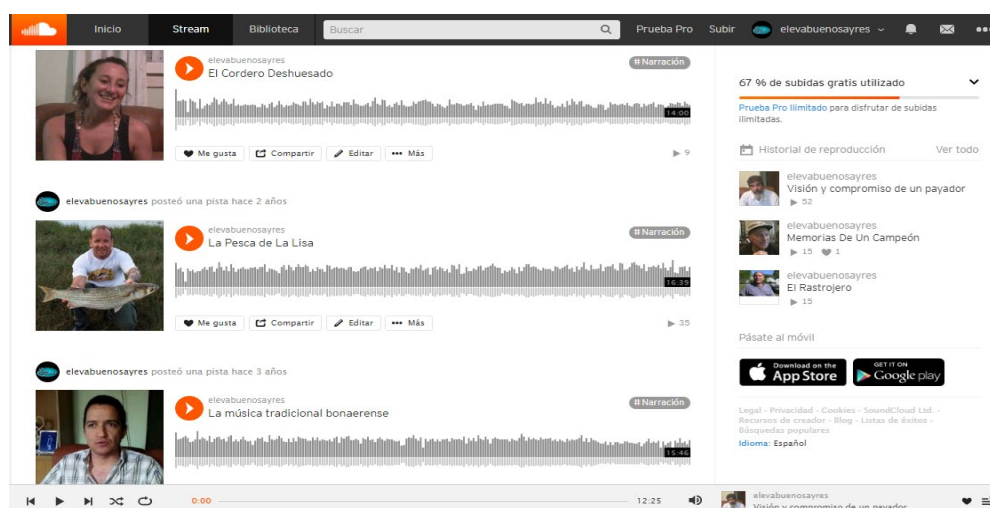 Inicio
Stream
Biblioteca
Buscar
Prueba Pro
Subir
elevabuenosayres
elevabuenosayres
El Cordero Deshuesado
# Narración
14:00
Me gusta
Compartir
Editar
Más
9
elevabuenosayres posteó una pista hace 2 años
elevabuenosayres
La Pesca de La Lisa
# Narración
16:39
Me gusta
Compartir
Editar
Más
35
elevabuenosayres posteó una pista hace 3 años
elevabuenosayres
La música tradicional bonaerense
# Narración
15:46
67 % de subidas gratis utilizado
Prueba Pro Ilimitado para disfrutar de subidas
ilimitadas.
Historial de reproducción
Ver todo
elevabuenosayres
Visión y compromiso de un payador
52
elevabuenosayres
Memorias De Un Campeón
15 1
elevabuenosayres
El Rastrojero
15
Pásate al móvil
Download on the
App Store
GET IT ON
Google play
Legal - Privacidad - Cookies - SoundCloud Ltd. -
Recursos de creador - Blog - Listas de éxitos -
Búsquedas populares
Idioma: Español
0:00
12:25
elevabuenosayres
Visión y compromiso de un payador